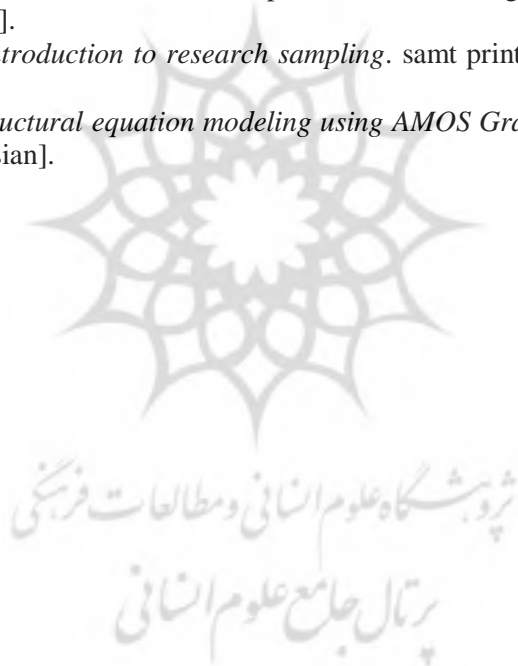 ].
ntroduction to research sampling. samt print
uctural equation modeling using AMOS Gra
sian].
پژوهشگاه علوم انسانی و مطالعات فرهنگی
پرتال جامع علوم انسانی